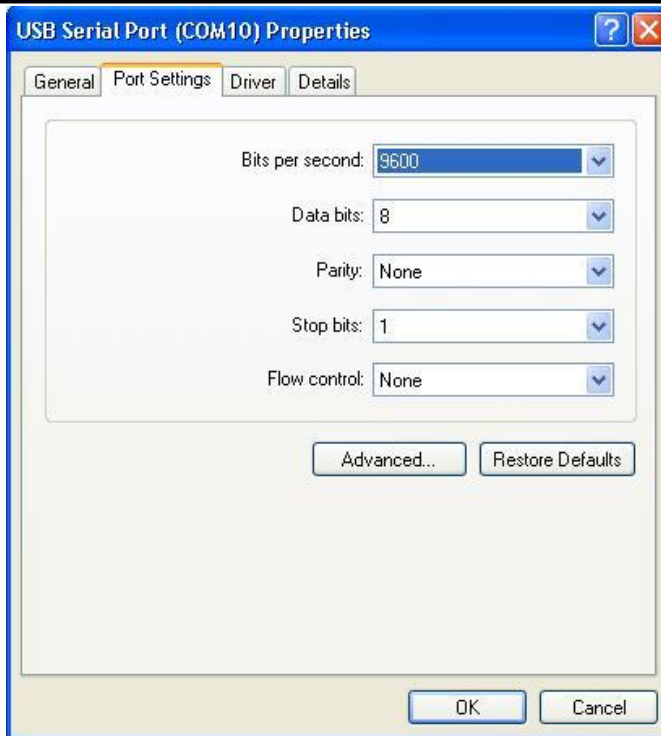 USB Serial Port (COM10) Properties
General Port Settings Driver Details
Bits per second: 9600
Data bits: 8
Parity: None
Stop bits: 1
Flow control: None
Advanced... Restore Defaults
OK Cancel